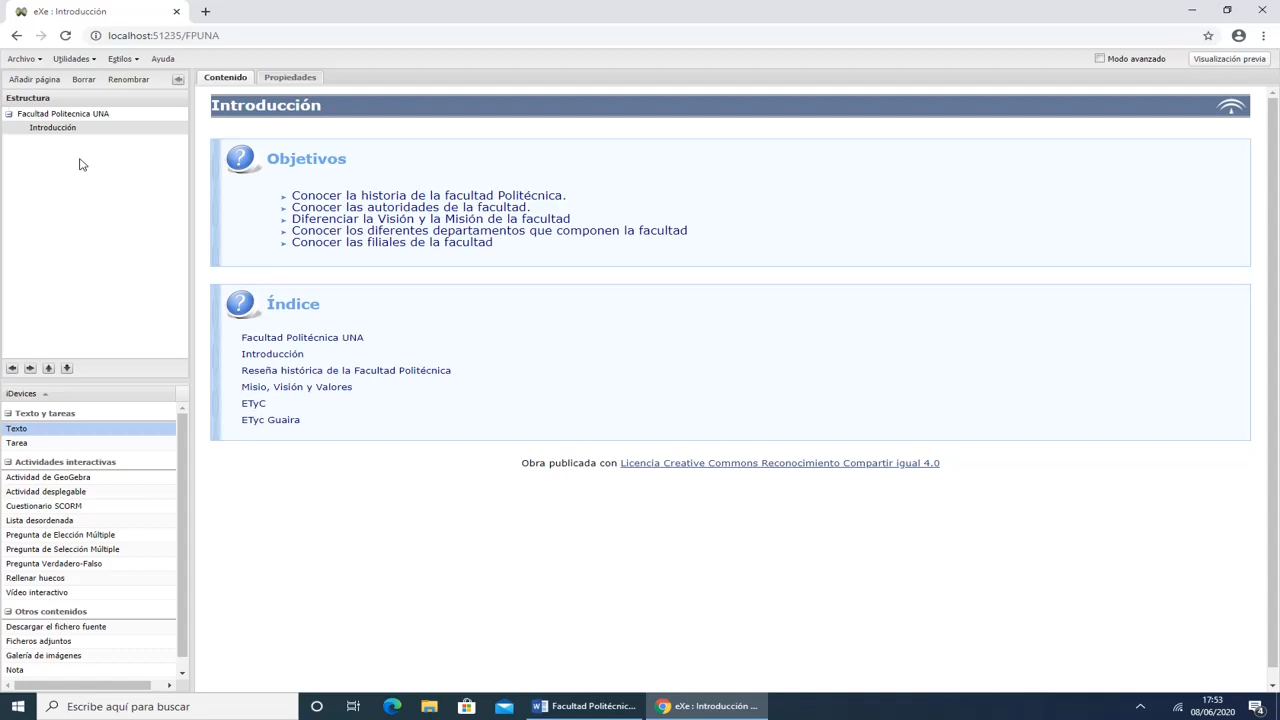 eXe : Introducción
localhost:51235/FPUNA
Archivo Utilidades Estilos Ayuda
Modo avanzado Visualización previa
Añadir página Borrar Renombrar
Contenido Propiedades
Estructura
Facultad Politecnica UNA
Introducción
Introducción
Objetivos
Conocer la historia de la facultad Politécnica.
Conocer las autoridades de la facultad.
Diferenciar la Visión y la Misión de la facultad
Conocer los diferentes departamentos que componen la facultad
Conocer las filiales de la facultad
Índice
Facultad Politécnica UNA
Introducción
Reseña histórica de la Facultad Politécnica
Misio, Visión y Valores
ETyC
ETyc Guaira
Obra publicada con Licencia Creative Commons Reconocimiento Compartir igual 4.0
iDevices
Texto y tareas
Texto
Tarea
Actividades interactivas
Actividad de GeoGebra
Actividad desplegable
Cuestionario SCORM
Lista desordenada
Pregunta de Elección Múltiple
Pregunta de Selección Múltiple
Pregunta Verdadero-Falso
Rellenar huecos
Vídeo interactivo
Otros contenidos
Descargar el fichero fuente
Ficheros adjuntos
Galería de imágenes
Nota
Escribe aquí para buscar
Facultad Politécnic...
eXe : Introducción ...
17:53
08/06/2020
4